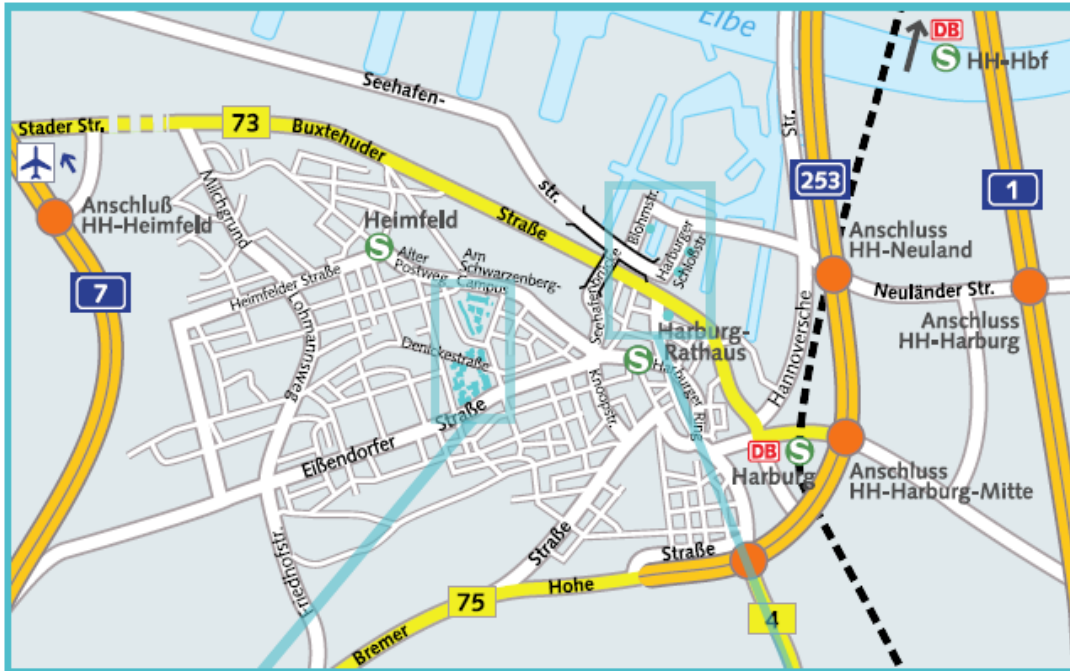 Elbe
DB
S HH-Hbf
Seehafen-
Stader Str.
73
Buxtehuder
Str.
253
1
Milchgrund
Anschluß
HH-Heimfeld
Heimfeld
S
str.
Straße
Blohmstr.
Harburger
Schloßstr.
Anschluss
HH-Neuland
Alter
Postweg
Am
Schwarzenberg-
Campus
Seehafenbrücke
7
Heimfelder Straße
Lohmannsweg
Neuländer Str.
Anschluss
HH-Harburg
Harburg-
Rathaus
S
Hannoversche
Denickestraße
Harburger
Ring
Knoopstr.
Straße
Eißendorfer
DB
S
Harburg
Anschluss
HH-Harburg-Mitte
Friedhofstr.
Straße
Straße
Hohe
75
4
Bremer